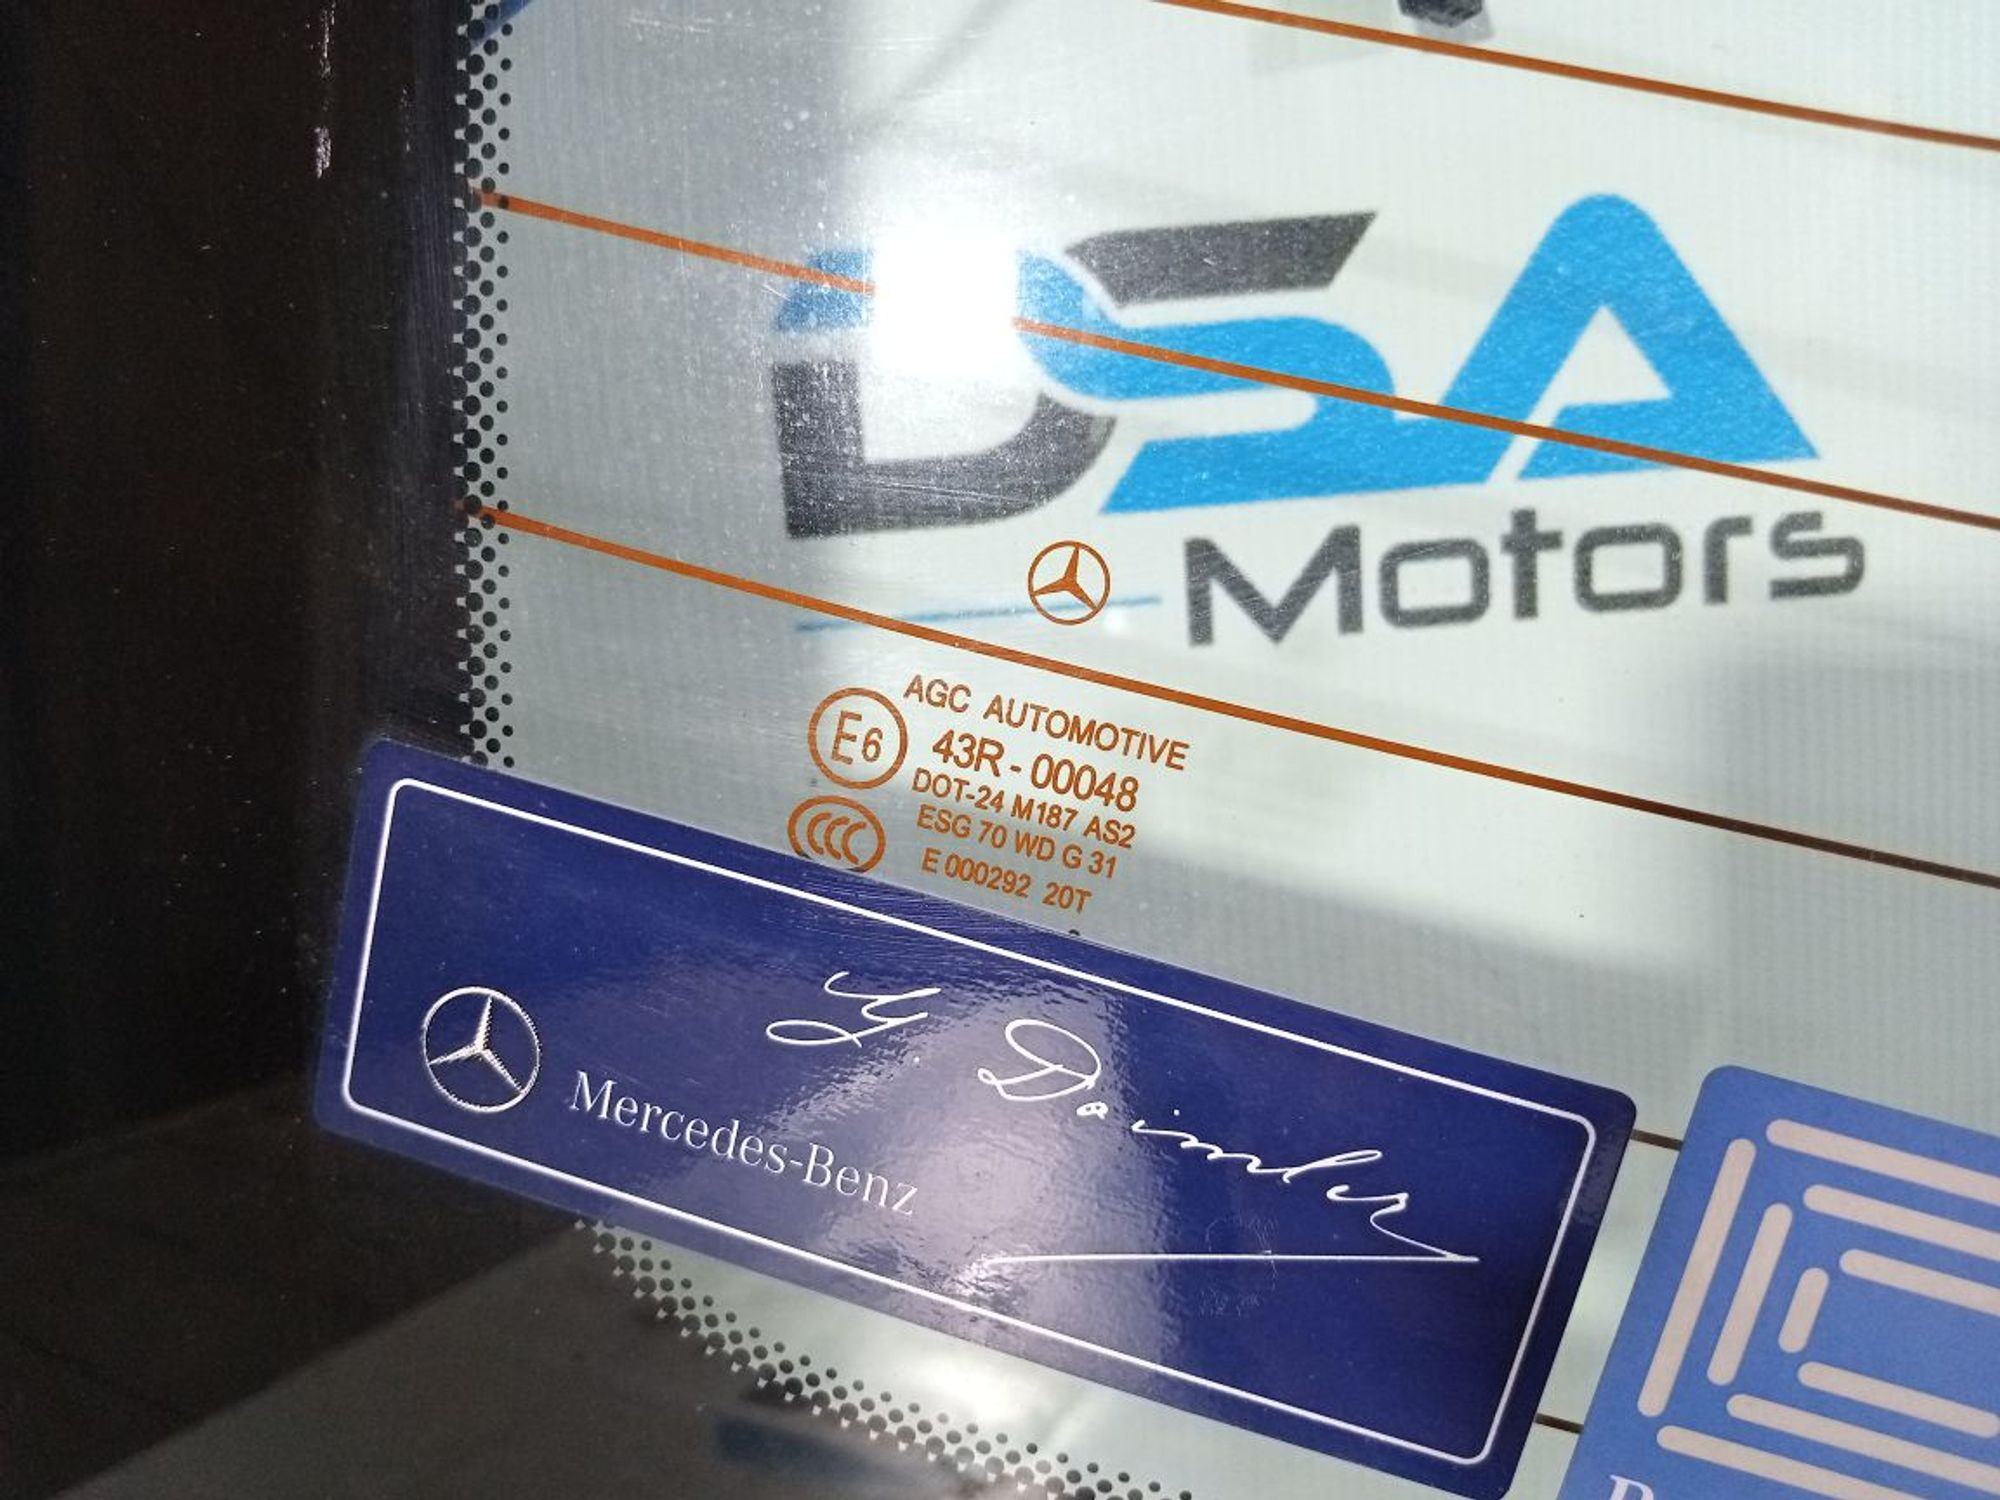 DSA
Motors
AGC AUTOMOTIVE
E6
43R-00048
DOT-24 M187 AS2
CCC
ESG 70 WD G 31
E 000292 20T
G. Daimler
Mercedes-Benz